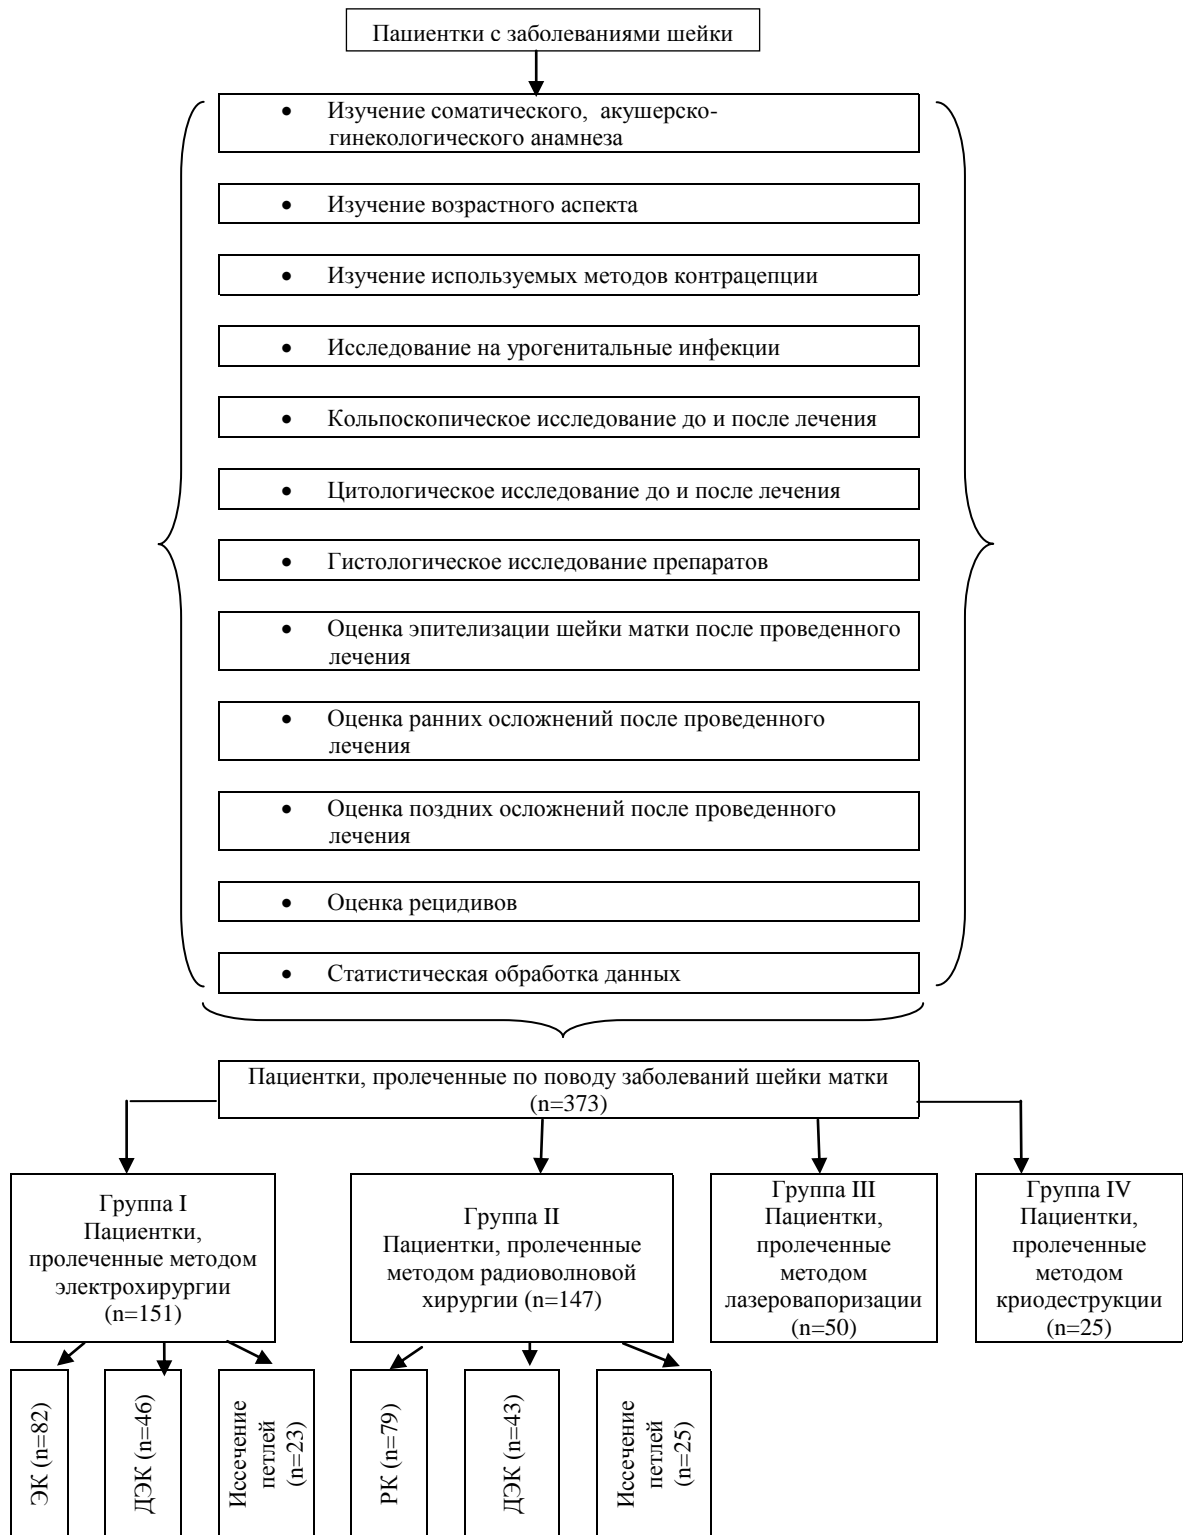 Пациентки с заболеваниями шейки
• Изучение соматического, акушерско-
гинекологического анамнеза
• Изучение возрастного аспекта
• Изучение используемых методов контрацепции
• Исследование на урогенитальные инфекции
• Кольпоскопическое исследование до и после лечения
• Цитологическое исследование до и после лечения
• Гистологическое исследование препаратов
• Оценка эпителизации шейки матки после проведенного
лечения
• Оценка ранних осложнений после проведенного
лечения
• Оценка поздних осложнений после проведенного
лечения
• Оценка рецидивов
• Статистическая обработка данных
Пациентки, пролеченные по поводу заболеваний шейки матки
(n=373)
Группа I
Пациентки,
пролеченные методом
электрохирургии
(n=151)
Группа II
Пациентки, пролеченные
методом радиоволновой
хирургии (n=147)
Группа III
Пациентки,
пролеченные
методом
лазеровапоризации
(n=50)
Группа IV
Пациентки,
пролеченные
методом
криодеструкции
(n=25)
ЭК (n=82)
ДЭК (n=46)
Иссечение
петлей
(n=23)
РК (n=79)
ДЭК (n=43)
Иссечение
петлей
(n=25)